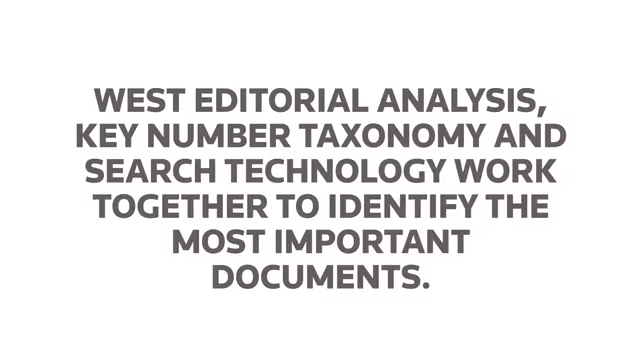 WEST EDITORIAL ANALYSIS,
KEY NUMBER TAXONOMY AND
SEARCH TECHNOLOGY WORK
TOGETHER TO IDENTIFY THE
MOST IMPORTANT
DOCUMENTS.